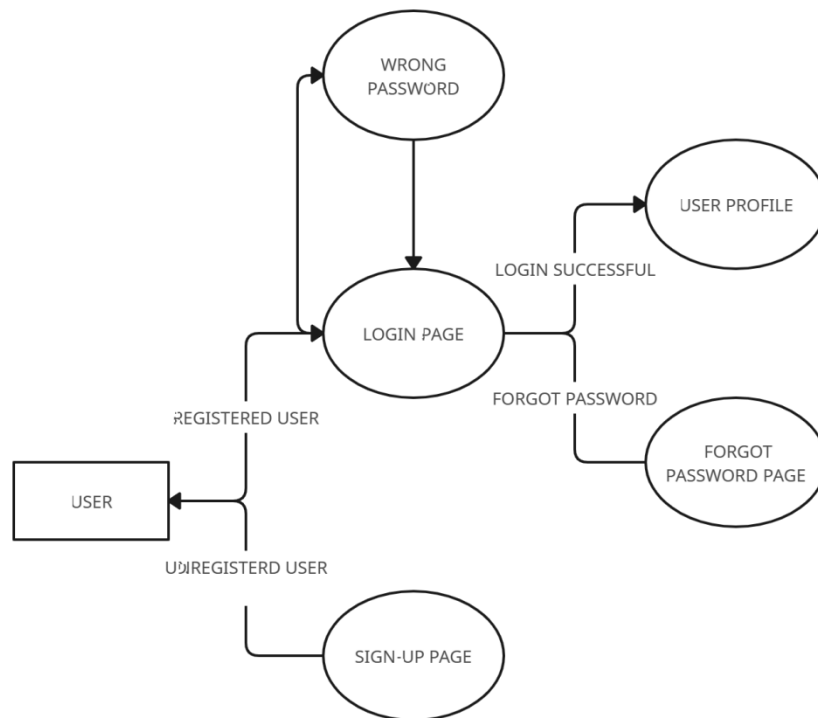 WRONG
PASSWORD
USER PROFILE
LOGIN SUCCESSFUL
LOGIN PAGE
FORGOT PASSWORD
REGISTERED USER
FORGOT
PASSWORD PAGE
USER
UNREGISTERD USER
SIGN-UP PAGE